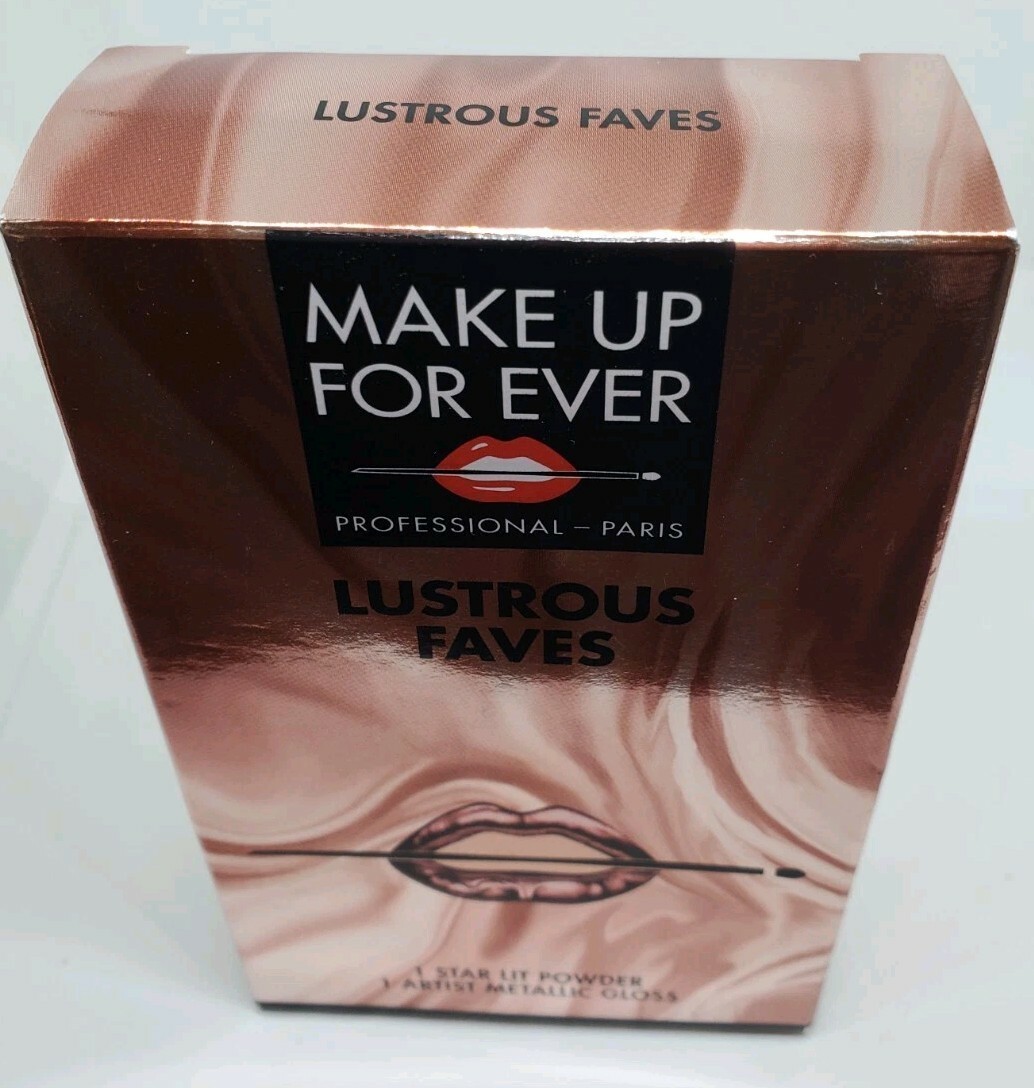 LUSTROUS FAVES
MAKE UP
FOR EVER
PROFESSIONAL – PARIS
LUSTROUS
FAVES
1 STAR LIT POWDER
1 ARTIST METALLIC GLOSS